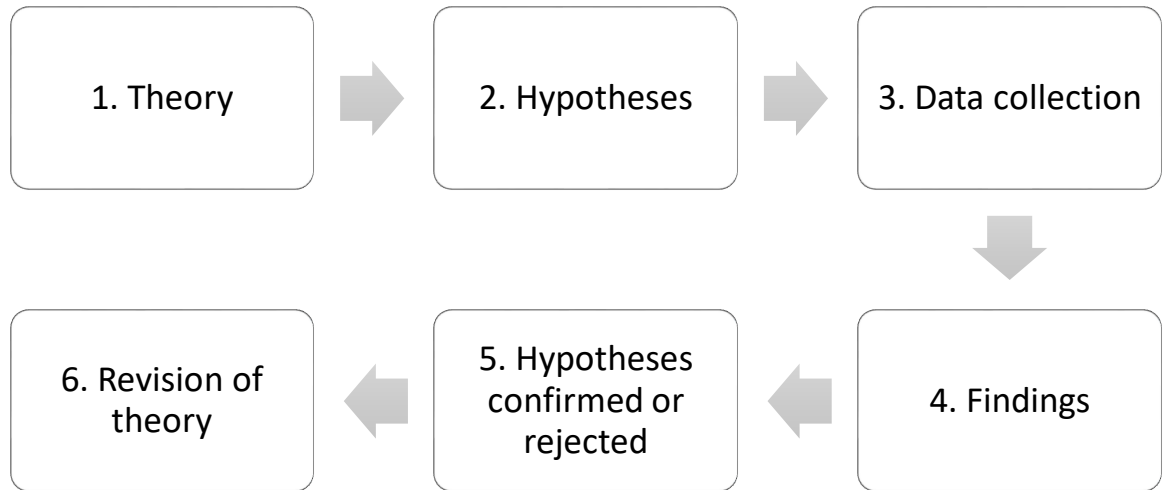 1. Theory
2. Hypotheses
3. Data collection
4. Findings
5. Hypotheses
confirmed or
rejected
6. Revision of
theory